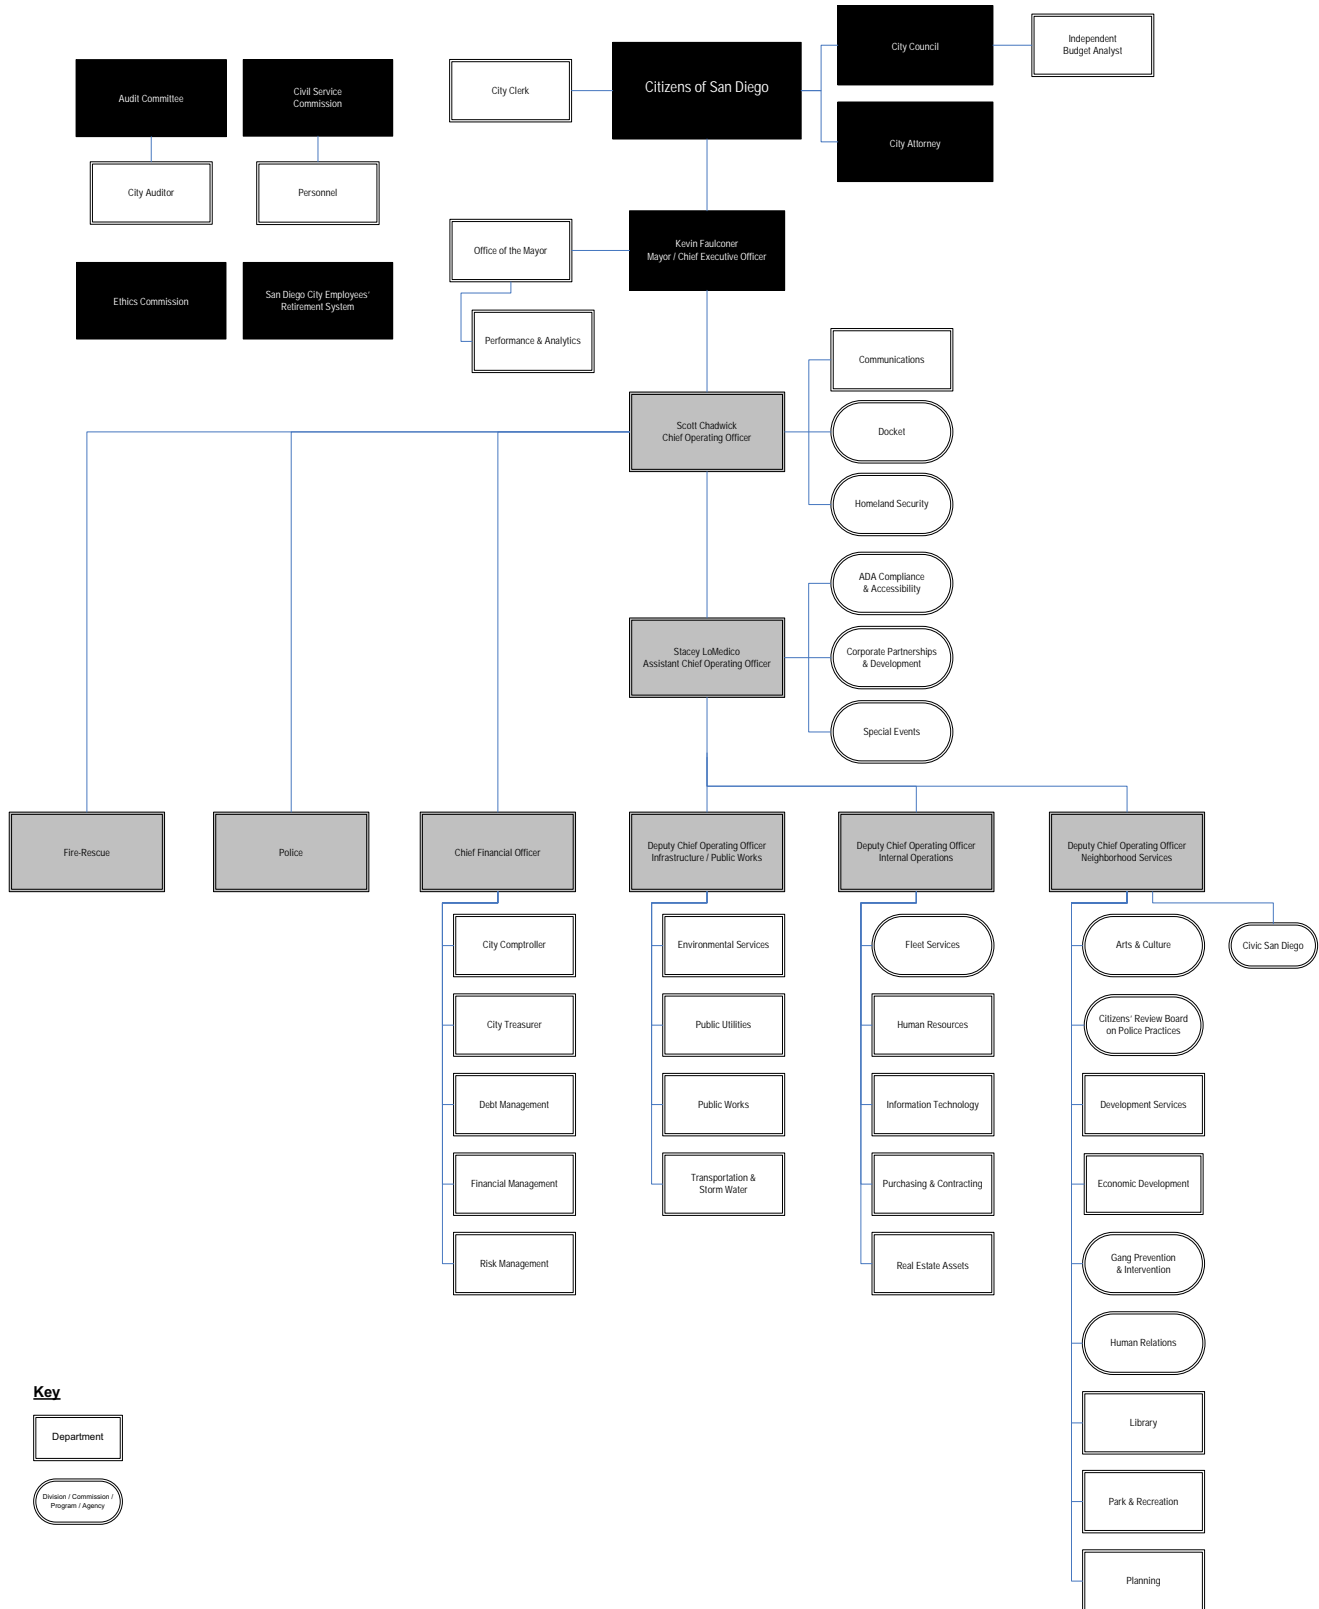 City Council
Independent
Budget Analyst
Citizens of San Diego
City Clerk
Audit Committee
Civil Service
Commission
City Attorney
City Auditor
Personnel
Kevin Faulconer
Mayor / Chief Executive Officer
Office of the Mayor
Ethics Commission
San Diego City Employees'
Retirement System
Performance & Analytics
Communications
Scott Chadwick
Chief Operating Officer
Docket
Homeland Security
ADA Compliance
& Accessibility
Stacey LoMedico
Assistant Chief Operating Officer
Corporate Partnerships
& Development
Special Events
Fire-Rescue
Police
Chief Financial Officer
Deputy Chief Operating Officer
Infrastructure / Public Works
Deputy Chief Operating Officer
Internal Operations
Deputy Chief Operating Officer
Neighborhood Services
City Comptroller
Environmental Services
Fleet Services
Arts & Culture
Civic San Diego
City Treasurer
Public Utilities
Human Resources
Citizens' Review Board
on Police Practices
Debt Management
Public Works
Information Technology
Development Services
Financial Management
Transportation &
Storm Water
Purchasing & Contracting
Economic Development
Risk Management
Real Estate Assets
Gang Prevention
& Intervention
Human Relations
Library
Park & Recreation
Planning
Key
Department
Division / Commission /
Program / Agency